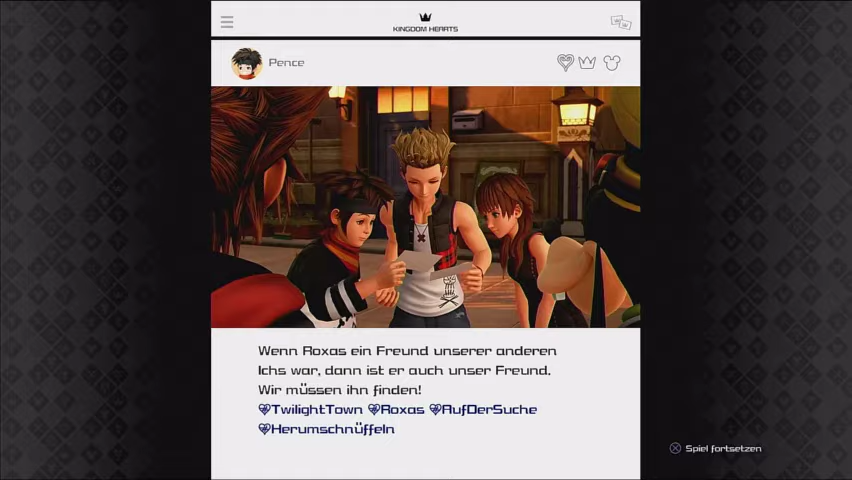 KINGDOM HEARTS
Pence
Wenn Roxas ein Freund unserer anderen
Ichs war, dann ist er auch unser Freund.
Wir müssen ihn finden!
TwilightTown Roxas AufDerSuche
Herumschnüffeln
Spiel fortsetzen